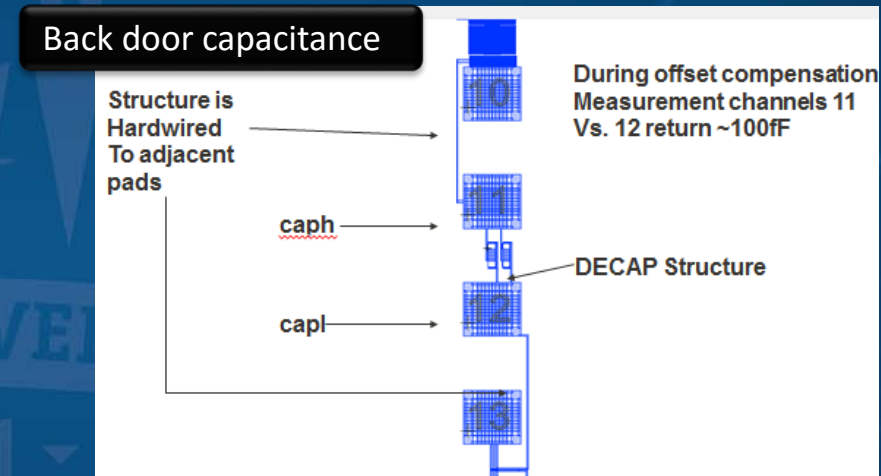 Back door capacitance
Structure is
Hardwired
To adjacent
pads
During offset compensation
Measurement channels 11
Vs. 12 return ~100fF
10
11
caph
DECAP Structure
12
capl
13